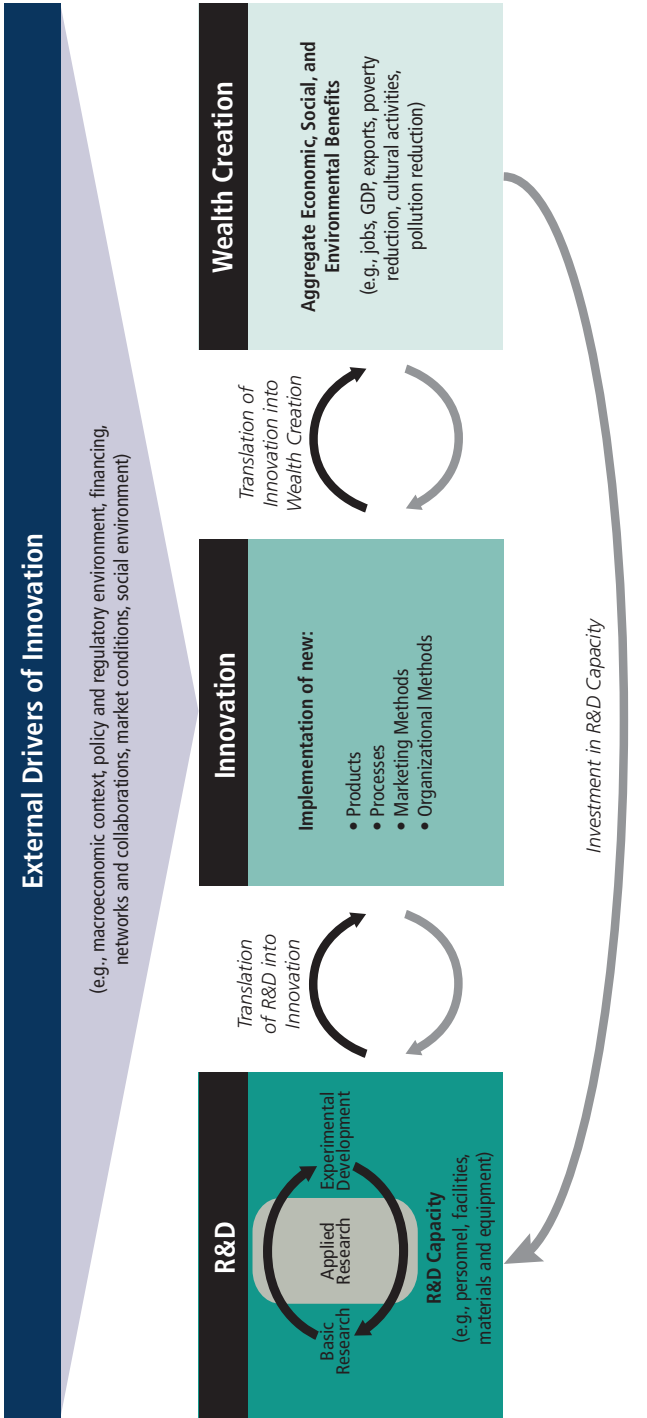 External Drivers of Innovation
(e.g., macroeconomic context, policy and regulatory environment, financing,
networks and collaborations, market conditions, social environment)
R&D
Basic
Research
Applied
Research
Experimental
Development
R&D Capacity
(e.g., personnel, facilities,
materials and equipment)
Translation
of R&D into
Innovation
Innovation
Implementation of new:
• Products
• Processes
• Marketing Methods
• Organizational Methods
Translation of
Innovation into
Wealth Creation
Wealth Creation
Aggregate Economic, Social, and
Environmental Benefits
(e.g., jobs, GDP, exports, poverty
reduction, cultural activities,
pollution reduction)
Investment in R&D Capacity